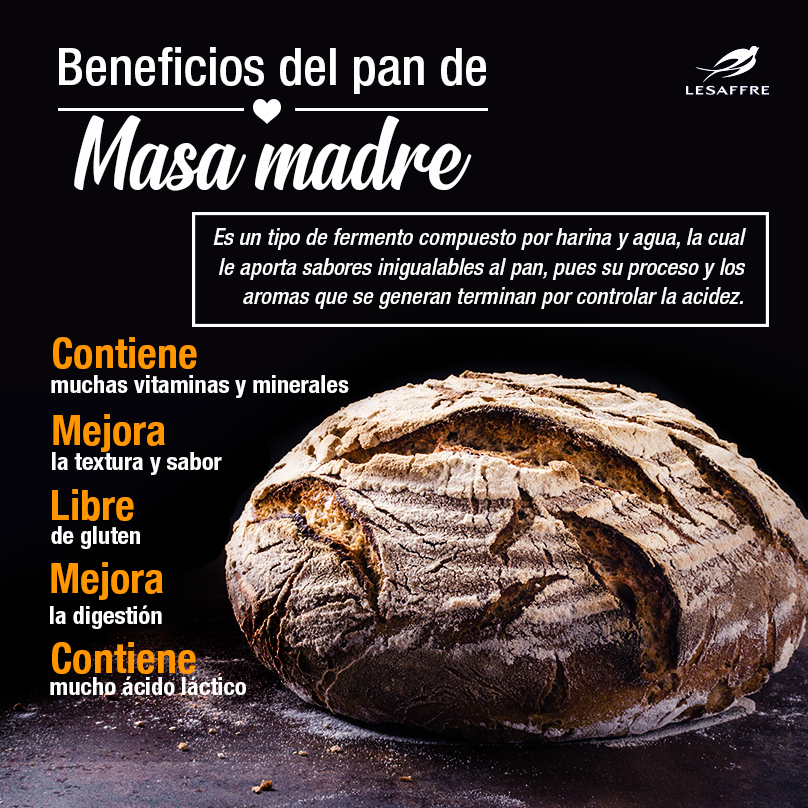 Beneficios del pan de
LESAFFRE
Masa madre
Es un tipo de fermento compuesto por harina y agua, la cual
le aporta sabores inigualables al pan, pues su proceso y los
aromas que se generan terminan por controlar la acidez.
Contiene
muchas vitaminas y minerales
Mejora
la textura y sabor
Libre
de gluten
Mejora
la digestión
Contiene
mucho ácido láctico